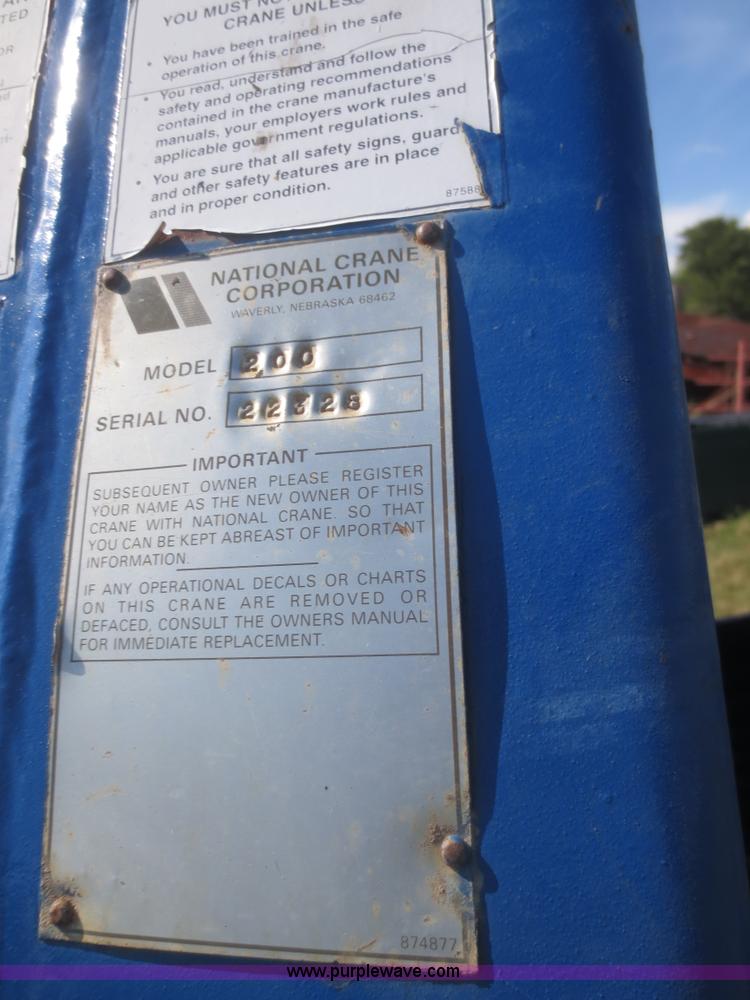 TED
OR
YOU MUST
CRANE UNLESS
• You have been trained in the safe
operation of this crane.
• You read, understand and follow the
safety and operating recommendations
contained in the crane manufacture's
manuals, your employers work rules and
applicable government regulations.
• You are sure that all safety signs, guard
and other safety features are in place
and in proper condition.
NATIONAL CRANE
CORPORATION
WAVERLY, NEBRASKA 68462
MODEL 200
SERIAL NO. 22328
IMPORTANT
SUBSEQUENT OWNER PLEASE REGISTER
YOUR NAME AS THE NEW OWNER OF THIS
CRANE WITH NATIONAL CRANE. SO THAT
YOU CAN BE KEPT ABREAST OF IMPORTANT
INFORMATION.
IF ANY OPERATIONAL DECALS OR CHARTS
ON THIS CRANE ARE REMOVED OR
DEFACED, CONSULT THE OWNERS MANUAL
FOR IMMEDIATE REPLACEMENT.
874877
www.purplewave.com